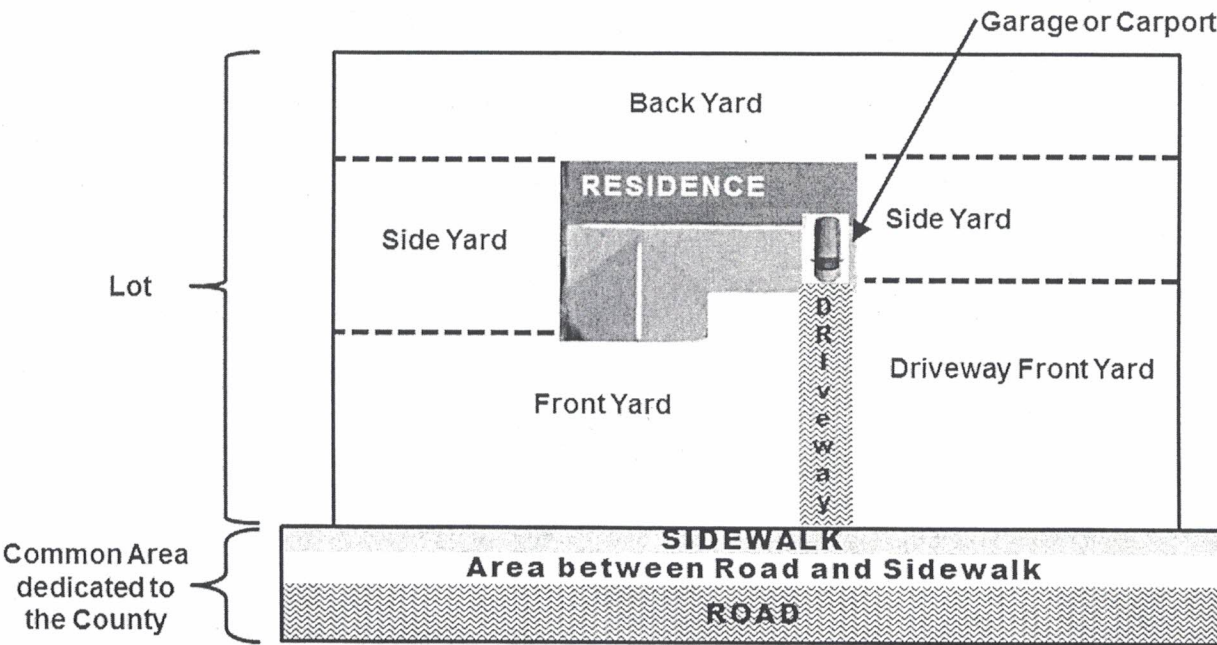 Garage or Carport
Back Yard
RESIDENCE
Side Yard
Side Yard
Lot
DRIveway
Driveway Front Yard
Front Yard
SIDEWALK
Common Area
dedicated to
the County
Area between Road and Sidewalk
ROAD